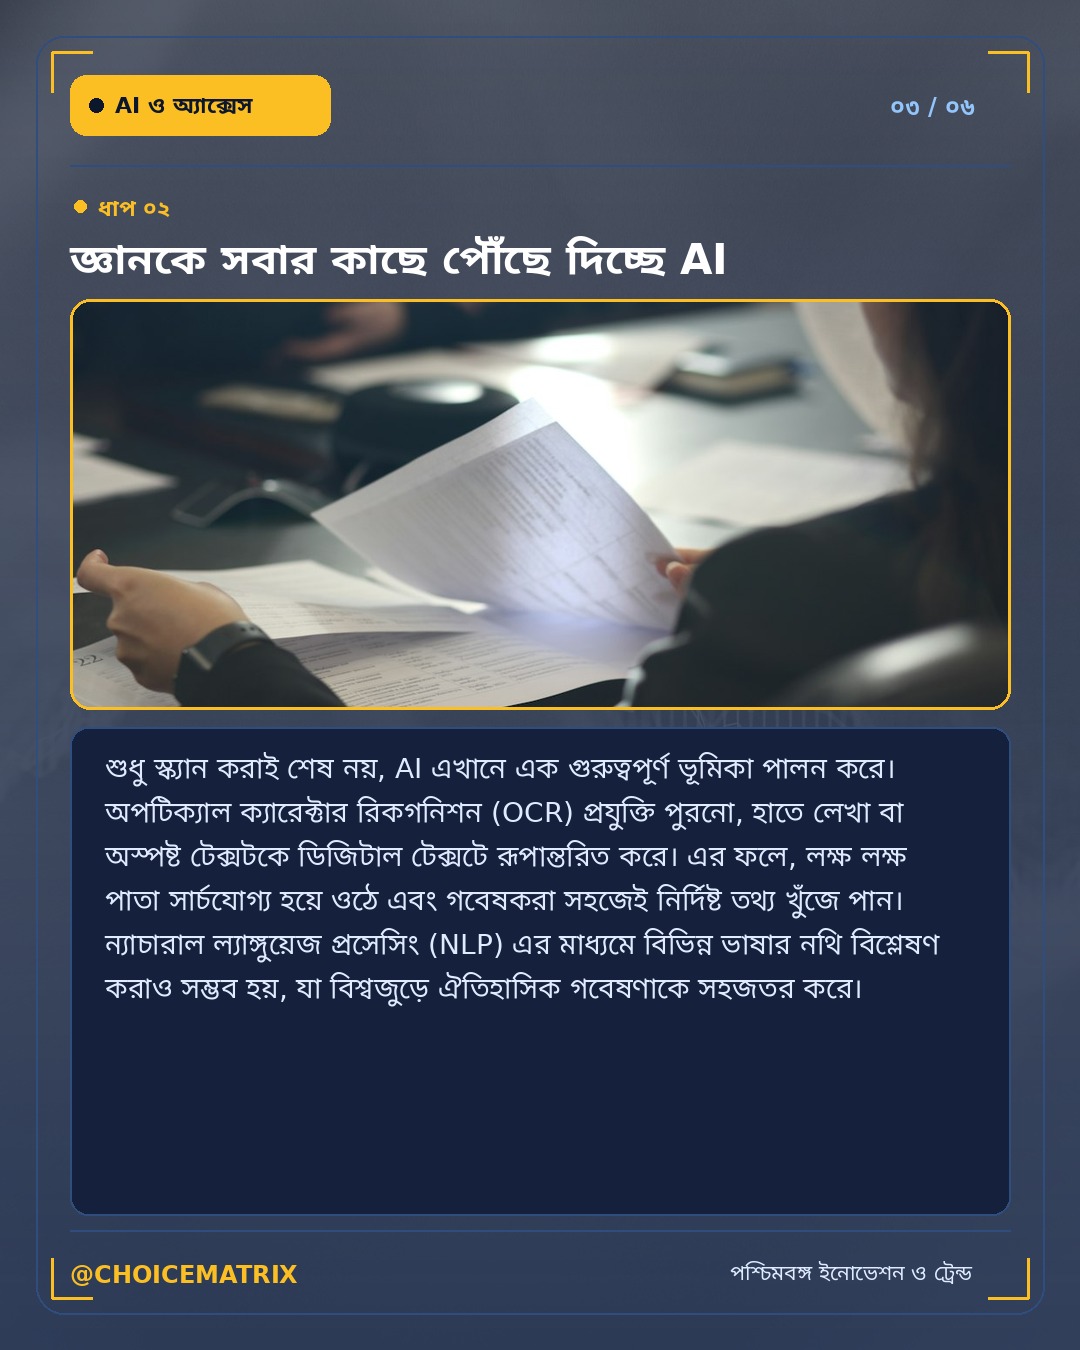 AI ও অ্যাক্সেস
০৩ / ০৬
ধাপ ০২
জ্ঞানকে সবার কাছে পৌঁছে দিচ্ছে AI
শুধু স্ক্যান করাই শেষ নয়, AI এখানে এক গুরুত্বপূর্ণ ভূমিকা পালন করে।
অপটিক্যাল ক্যারেক্টার রিকগনিশন (OCR) প্রযুক্তি পুরনো, হাতে লেখা বা
অস্পষ্ট টেক্সটকে ডিজিটাল টেক্সটে রূপান্তরিত করে। এর ফলে, লক্ষ লক্ষ
পাতা সার্চযোগ্য হয়ে ওঠে এবং গবেষকরা সহজেই নির্দিষ্ট তথ্য খুঁজে পান।
ন্যাচারাল ল্যাঙ্গুয়েজ প্রসেসিং (NLP) এর মাধ্যমে বিভিন্ন ভাষার নথি বিশ্লেষণ
করাও সম্ভব হয়, যা বিশ্বজুড়ে ঐতিহাসিক গবেষণাকে সহজতর করে।
@CHOICEMATRIX
পশ্চিমবঙ্গ ইনোভেশন ও ট্রেন্ড